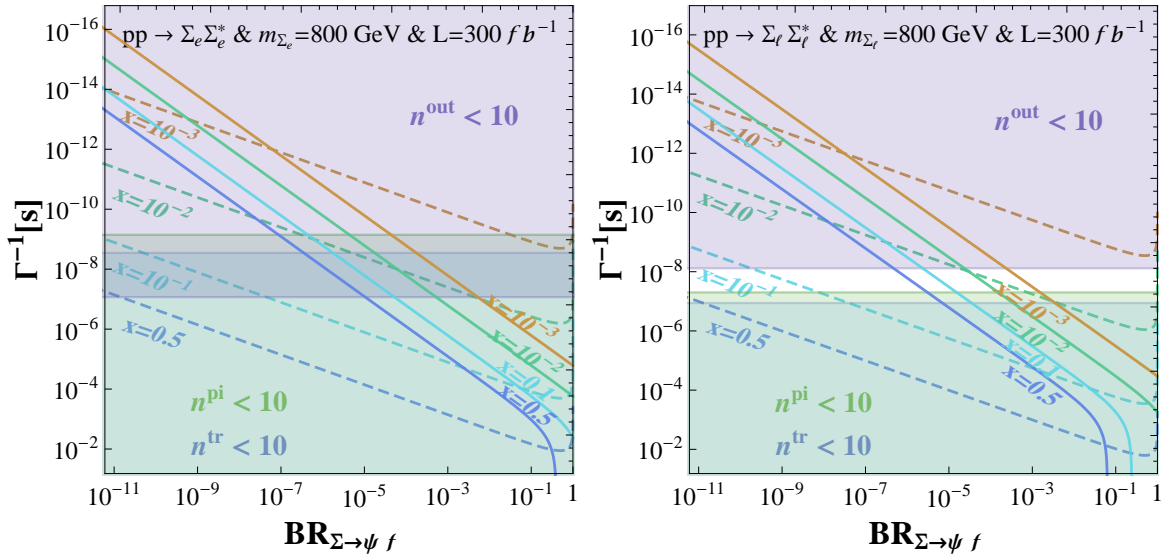 pp → Σ_e Σ_e^* & m_{Σ_e}=800 GeV & L=300 fb^{-1}
n^{out} < 10
x=10^{-3}
x=10^{-2}
x=10^{-1}
x=0.5
x=10^{-3}
x=10^{-2}
x=0.1
x=0.5
n^{pi} < 10
n^{tr} < 10
Γ^{-1}[s]
10^{-16}
10^{-14}
10^{-12}
10^{-10}
10^{-8}
10^{-6}
10^{-4}
10^{-2}
10^{-11} 10^{-9} 10^{-7} 10^{-5} 10^{-3} 10^{-1} 1
BR_{Σ→ψ f}
pp → Σ_ℓ Σ_ℓ^* & m_{Σ_ℓ}=800 GeV & L=300 fb^{-1}
n^{out} < 10
x=10^{-3}
x=10^{-2}
x=10^{-1}
x=0.5
x=10^{-3}
x=10^{-2}
x=0.1
x=0.5
n^{pi} < 10
n^{tr} < 10
Γ^{-1}[s]
10^{-16}
10^{-14}
10^{-12}
10^{-10}
10^{-8}
10^{-6}
10^{-4}
10^{-2}
10^{-11} 10^{-9} 10^{-7} 10^{-5} 10^{-3} 10^{-1} 1
BR_{Σ→ψ f}